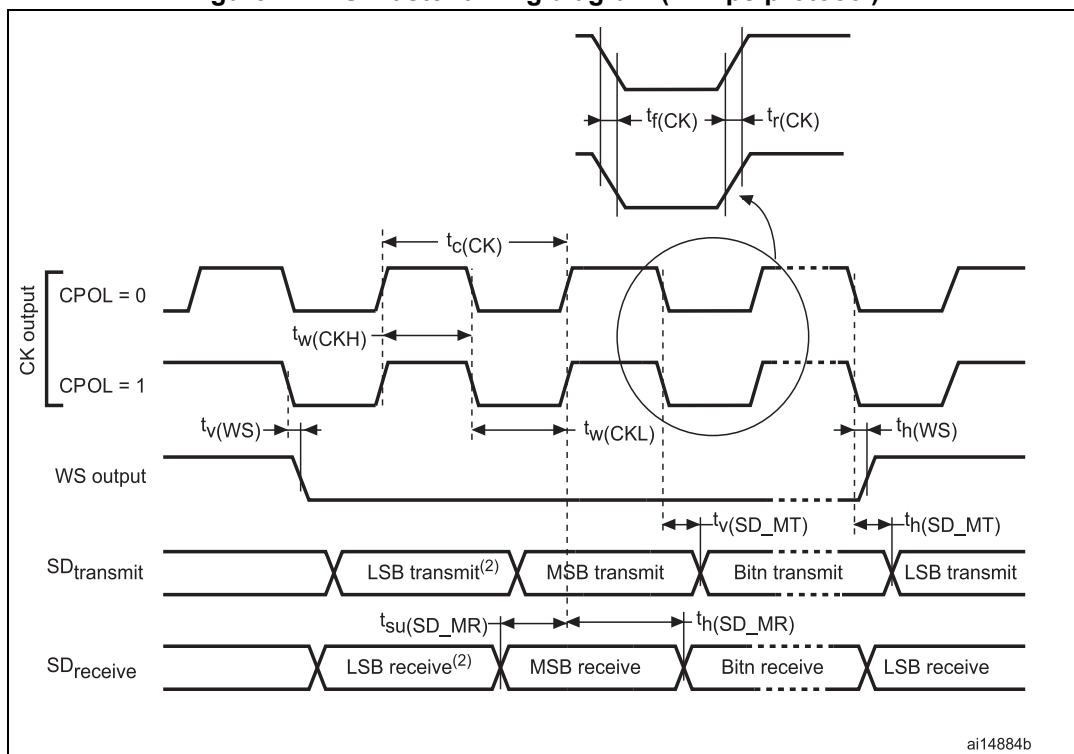 tf(CK)
tr(CK)
tc(CK)
CK output
CPOL = 0
tw(CKH)
CPOL = 1
tv(WS)
tw(CKL)
th(WS)
WS output
tv(SD_MT)
th(SD_MT)
SDtransmit
LSB transmit(2)
MSB transmit
Bitn transmit
LSB transmit
tsu(SD_MR)
th(SD_MR)
SDreceive
LSB receive(2)
MSB receive
Bitn receive
LSB receive
ai14884b